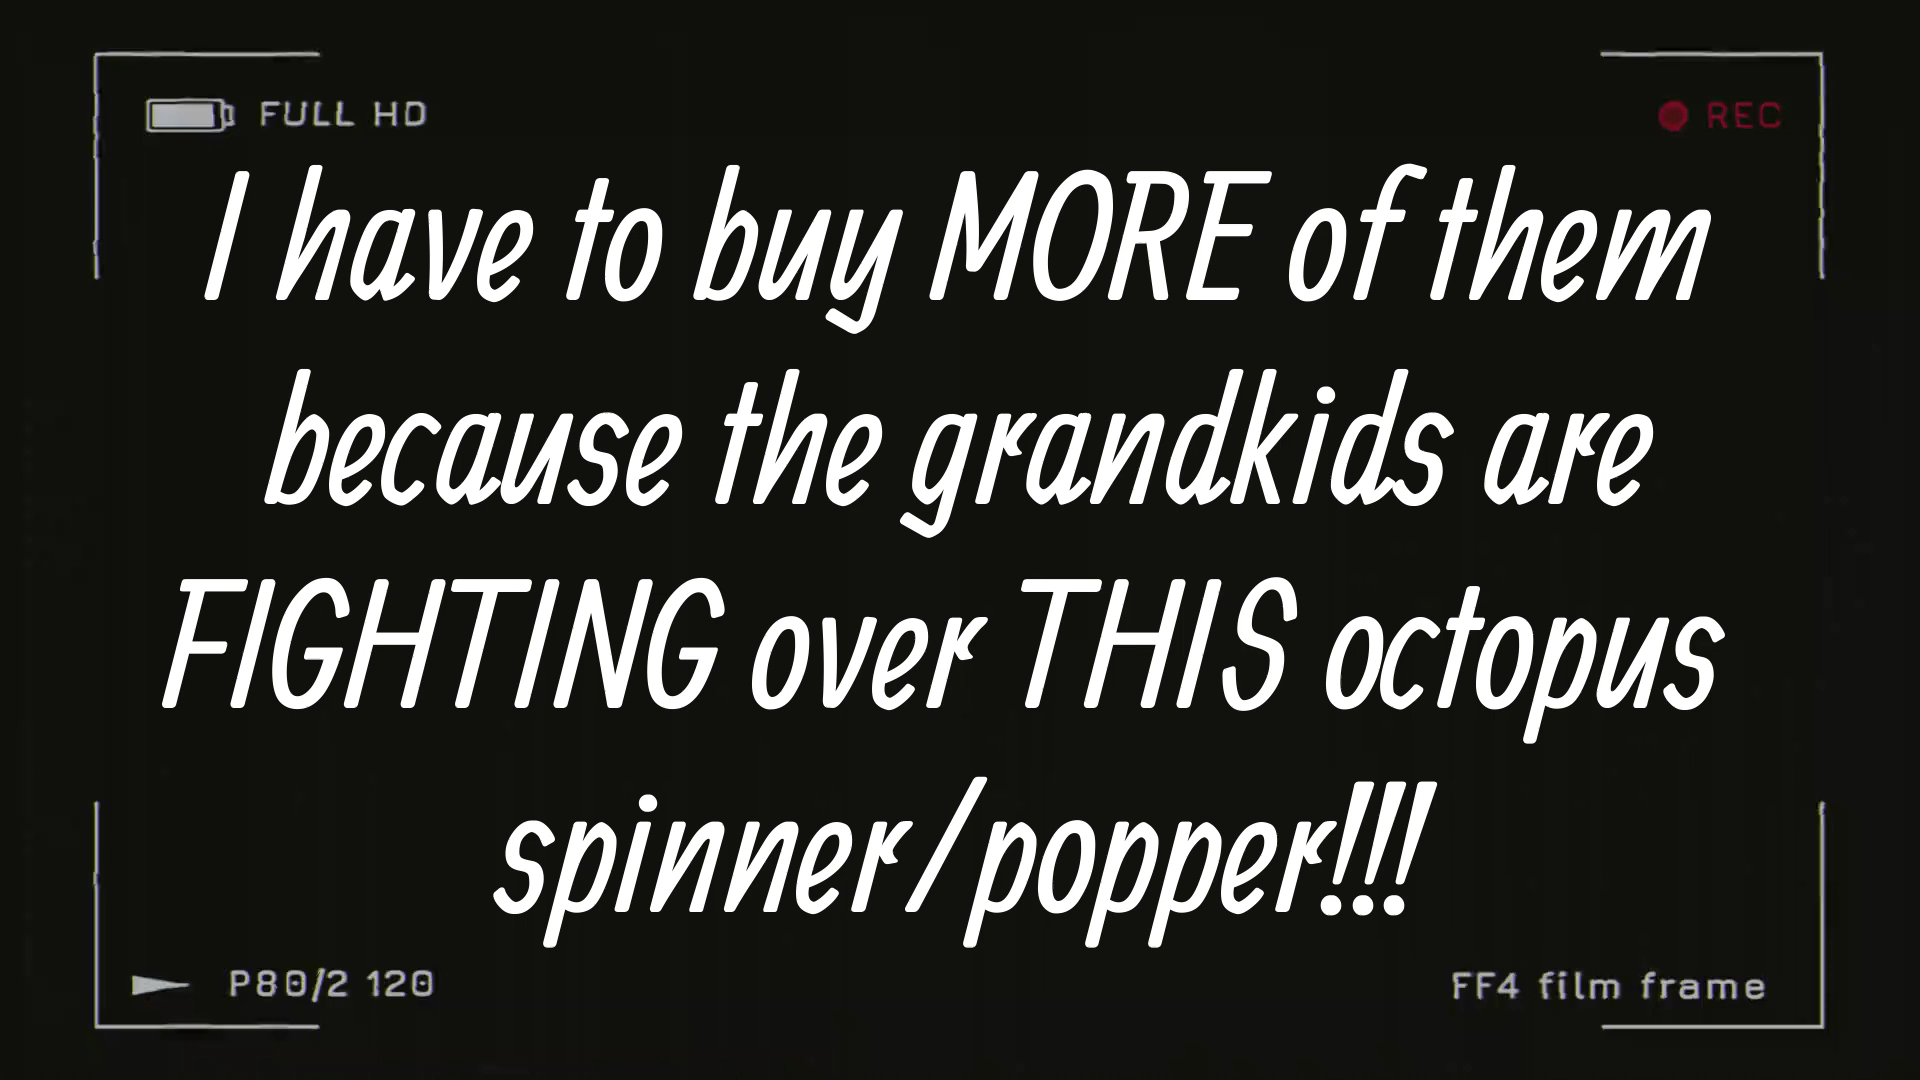 FULL HD
REC
I have to buy MORE of them
because the grandkids are
FIGHTING over THIS octopus
spinner/popper!!!
P80/2 120
FF4 film frame